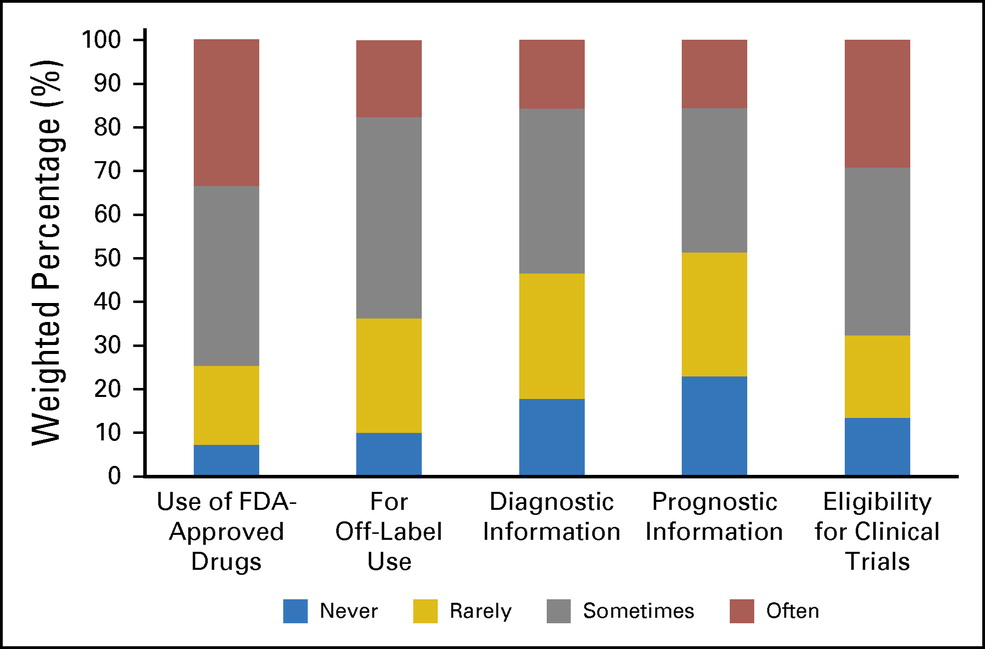 Weighted Percentage (%)
100
90
80
70
60
50
40
30
20
10
0
Use of FDA-
Approved
Drugs
For
Off-Label
Use
Diagnostic
Information
Prognostic
Information
Eligibility
for Clinical
Trials
Never
Rarely
Sometimes
Often